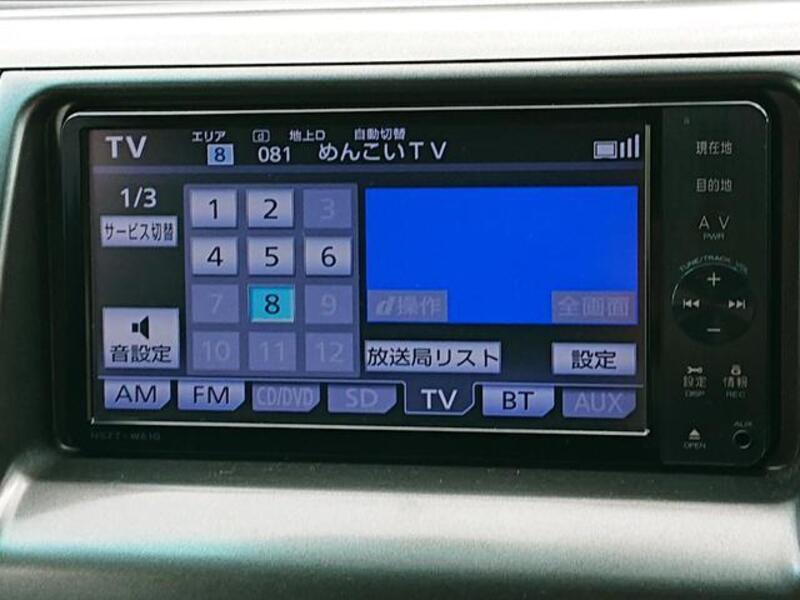 TV エリア 8 d 地上D 081 自動切替 めんこいTV
1/3
サービス切替
1 2 3
4 5 6
7 8 9
10 11 12
d操作 全画面
音設定
放送局リスト 設定
AM FM CD/DVD SD TV BT AUX
NSZT-W61G
現在地
目的地
AV
PWR
TUNE/TRACK VOL
+
−
設定 情報
DISP REC
OPEN AUX